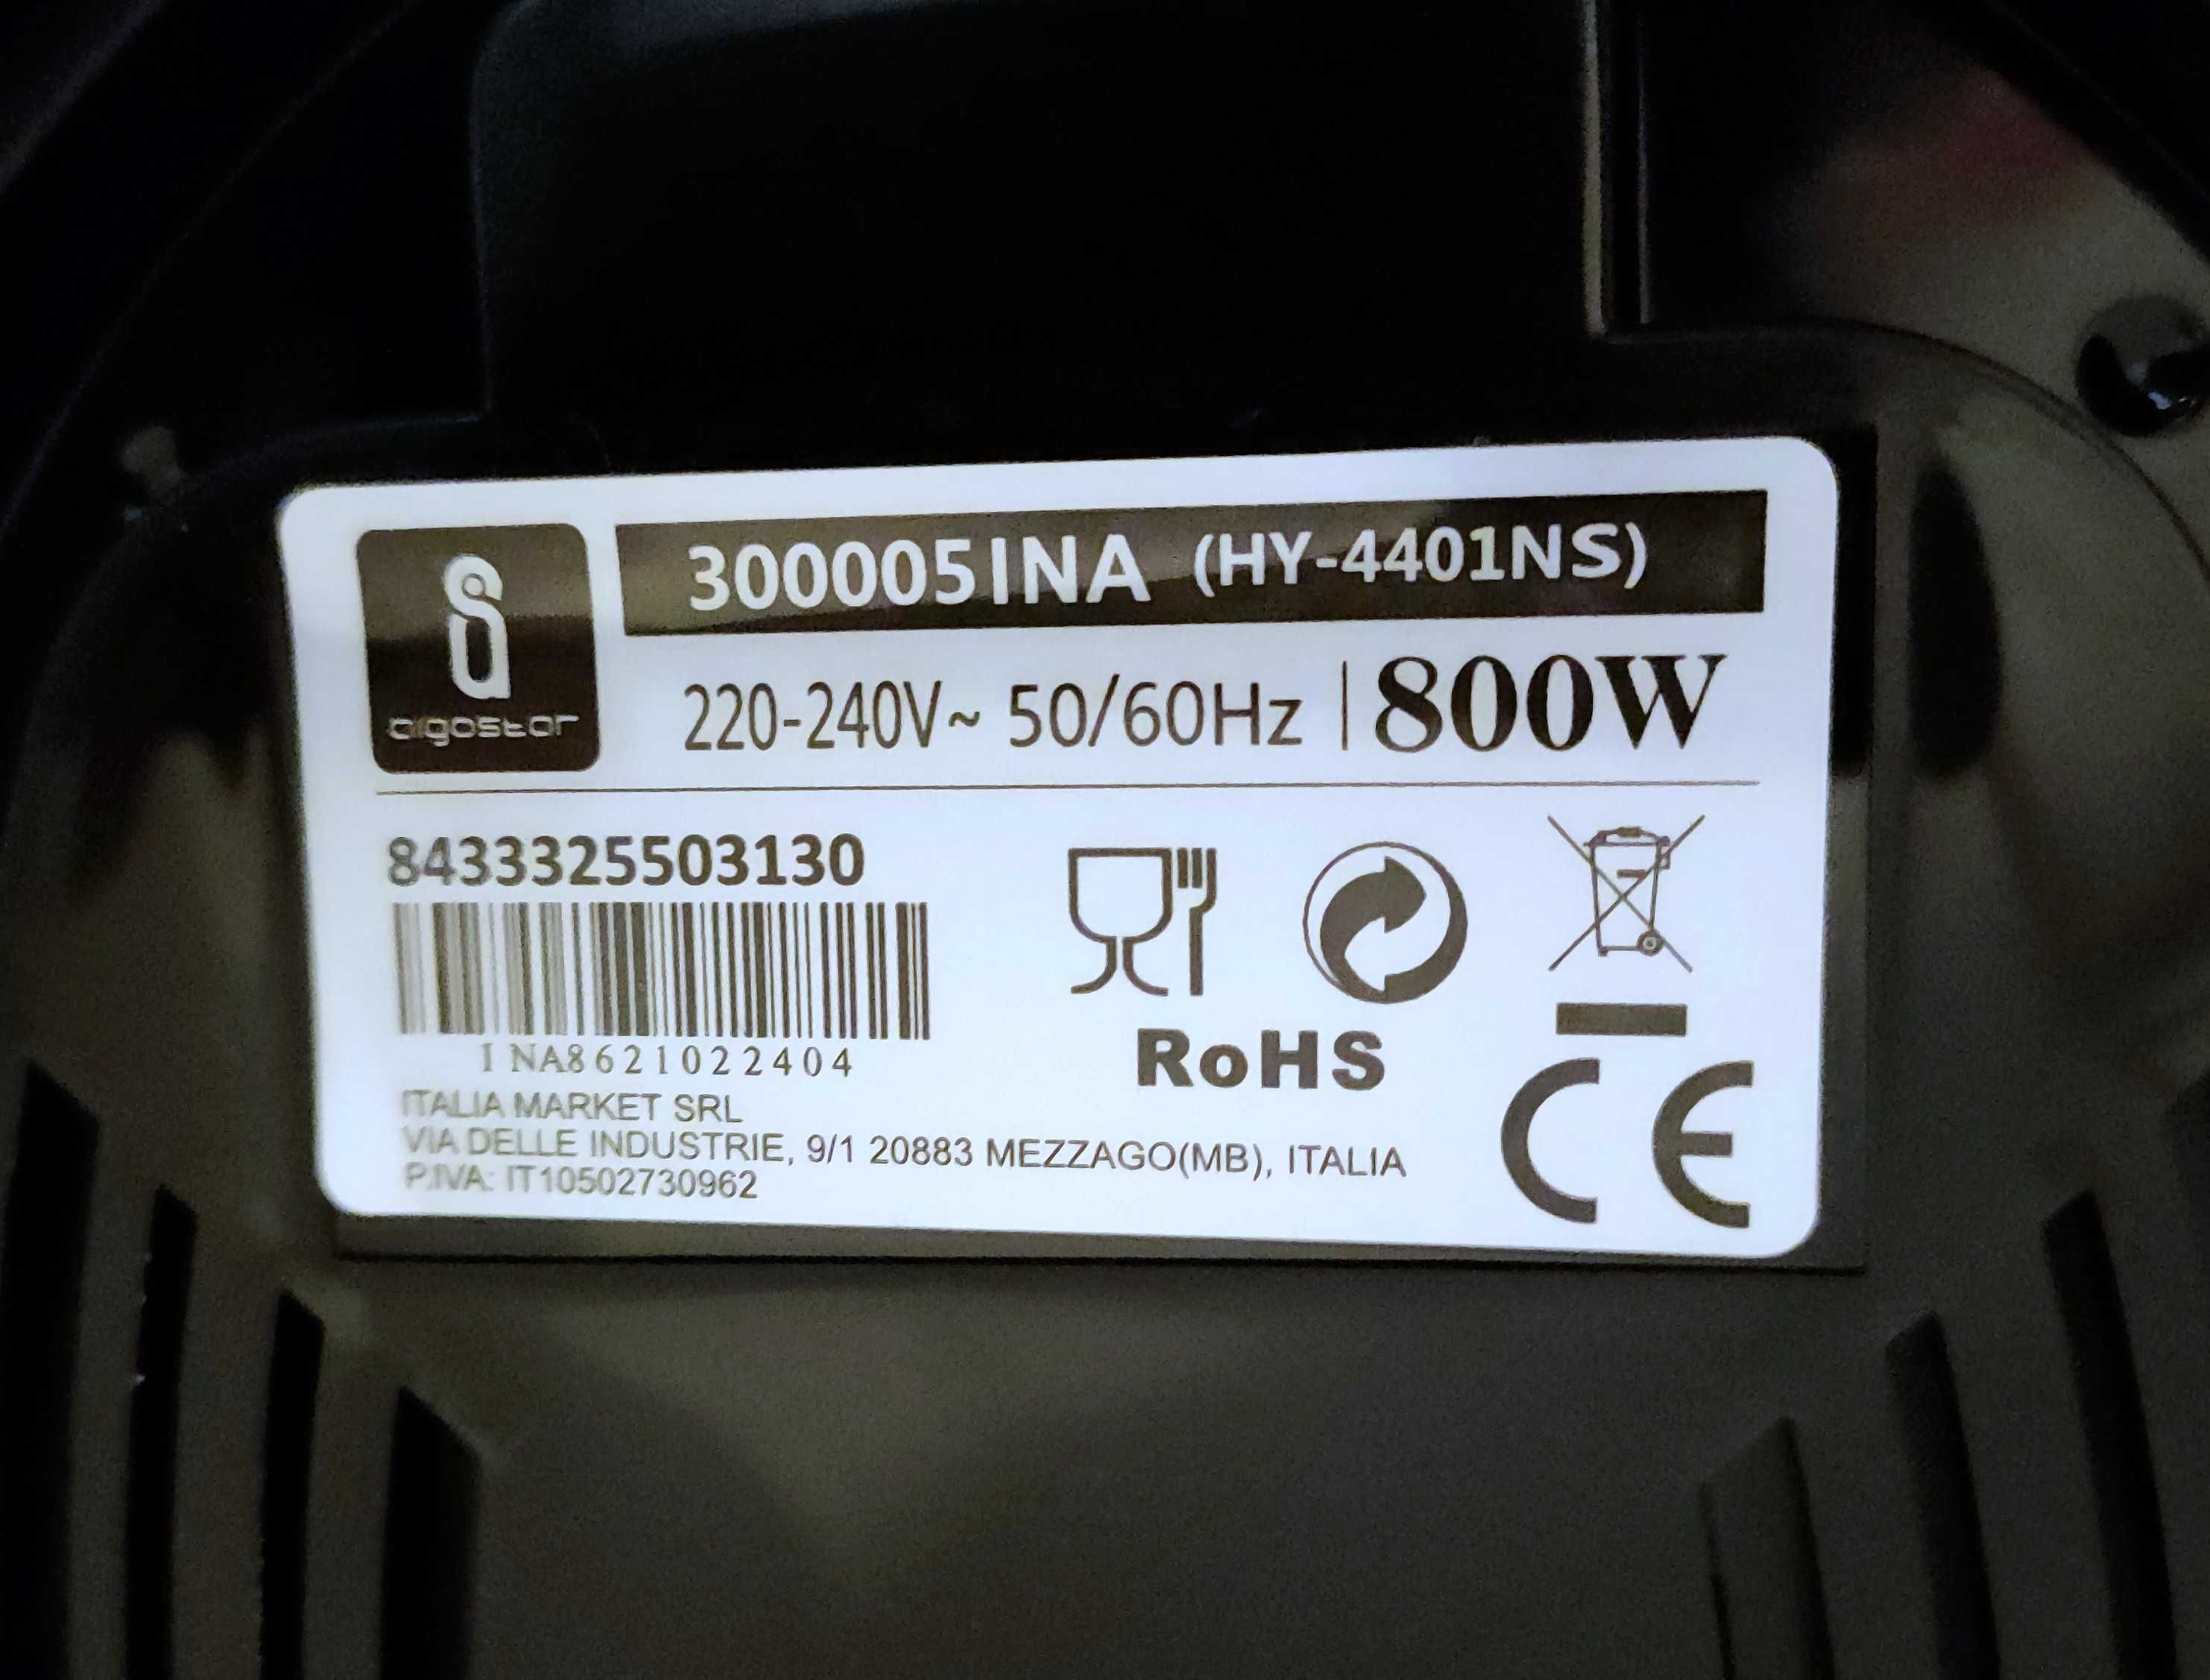 300005INA (HY-4401NS)
aigostar
220-240V~ 50/60Hz | 800W
8433325503130
INA8621022404
RoHS
CE
ITALIA MARKET SRL
VIA DELLE INDUSTRIE, 9/1 20883 MEZZAGO(MB), ITALIA
P.IVA: IT10502730962